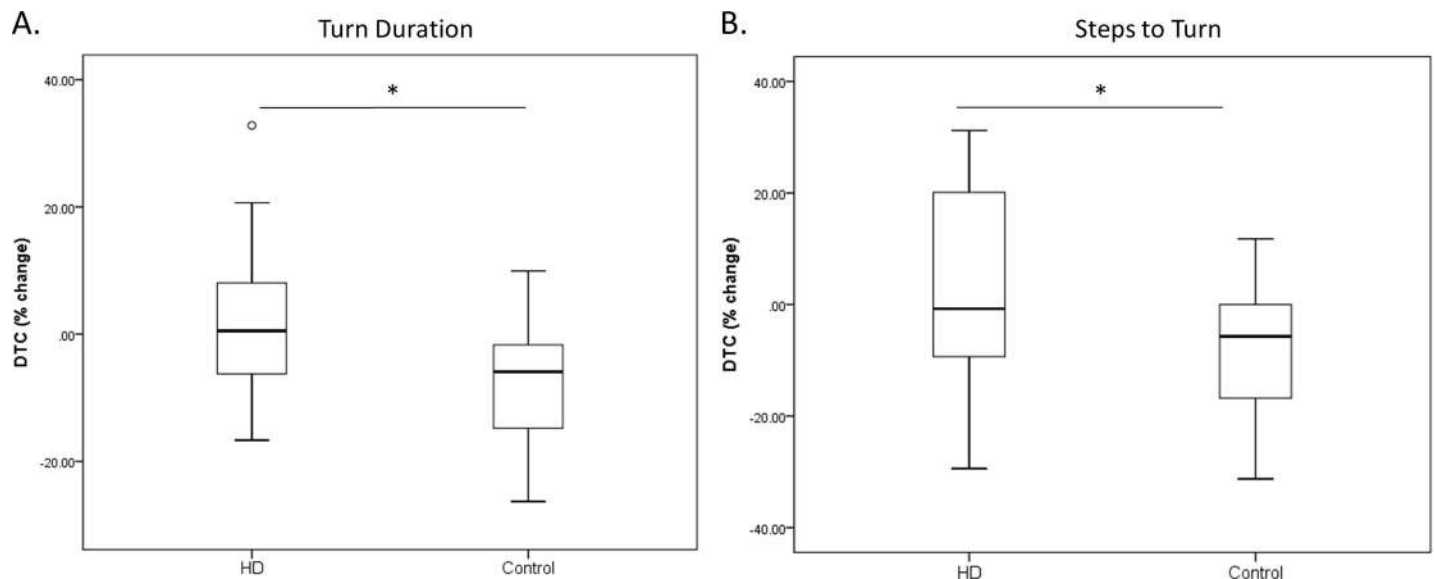 A.
Turn Duration
*
40.00
20.00
.00
-20.00
DTC (% change)
HD
Control
B.
Steps to Turn
*
40.00
20.00
.00
-20.00
-40.00
DTC (% change)
HD
Control